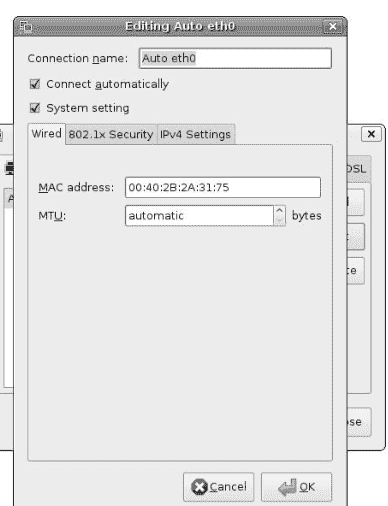 Editing Auto eth0
Connection name: Auto eth0
Connect automatically
System setting
Wired 802.1x Security IPv4 Settings
DSL
MAC address: 00:40:2B:2A:31:75
MTU: automatic bytes
Cancel OK